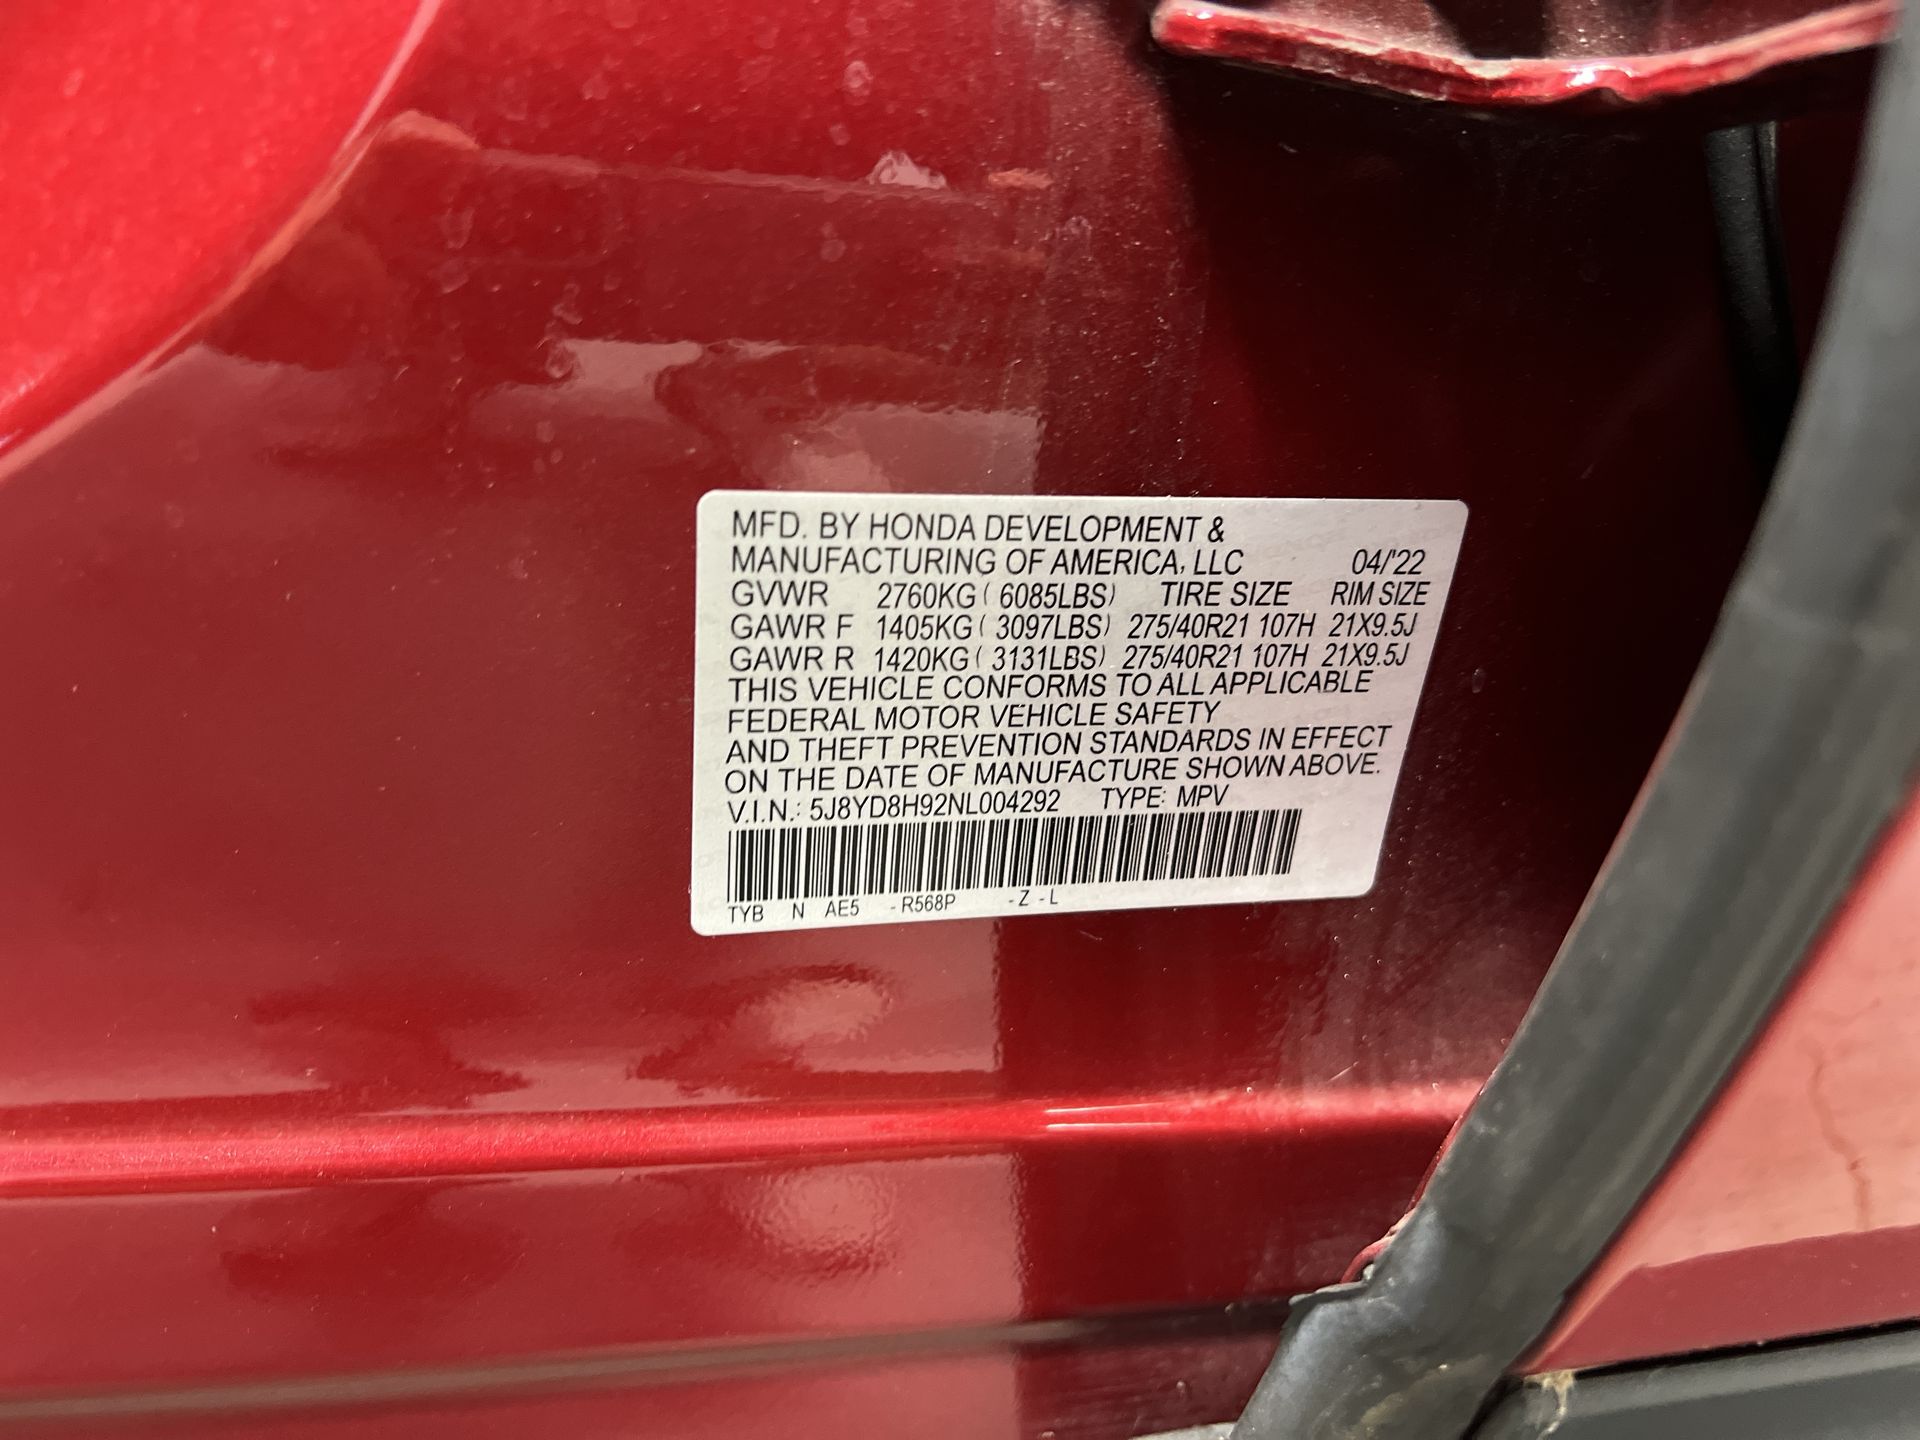 MFD. BY HONDA DEVELOPMENT &
MANUFACTURING OF AMERICA, LLC 04/'22
GVWR 2760KG ( 6085LBS) TIRE SIZE RIM SIZE
GAWR F 1405KG ( 3097LBS) 275/40R21 107H 21X9.5J
GAWR R 1420KG ( 3131LBS) 275/40R21 107H 21X9.5J
THIS VEHICLE CONFORMS TO ALL APPLICABLE
FEDERAL MOTOR VEHICLE SAFETY
AND THEFT PREVENTION STANDARDS IN EFFECT
ON THE DATE OF MANUFACTURE SHOWN ABOVE.
V.I.N.: 5J8YD8H92NL004292 TYPE: MPV
TYB N AE5 -R568P -Z -L